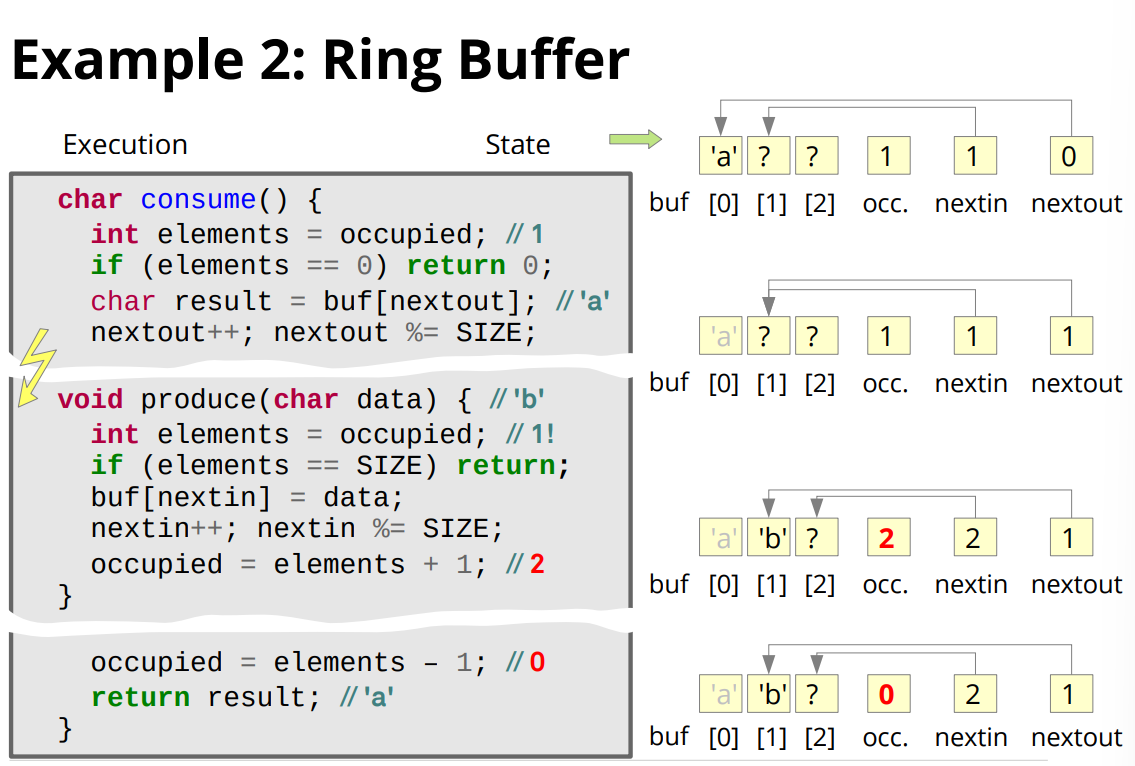 Example 2: Ring Buffer
Execution
State
char consume() {
int elements = occupied; // 1
if (elements == 0) return 0;
char result = buf[nextout]; // 'a'
nextout++; nextout %= SIZE;
void produce(char data) { // 'b'
int elements = occupied; // 1!
if (elements == SIZE) return;
buf[nextin] = data;
nextin++; nextin %= SIZE;
occupied = elements + 1; // 2
}
occupied = elements – 1; // 0
return result; // 'a'
}
'a' ? ? 1 1 0
buf [0] [1] [2] occ. nextin nextout
'a' ? ? 1 1 1
buf [0] [1] [2] occ. nextin nextout
'a' 'b' ? 2 2 1
buf [0] [1] [2] occ. nextin nextout
'a' 'b' ? 0 2 1
buf [0] [1] [2] occ. nextin nextout